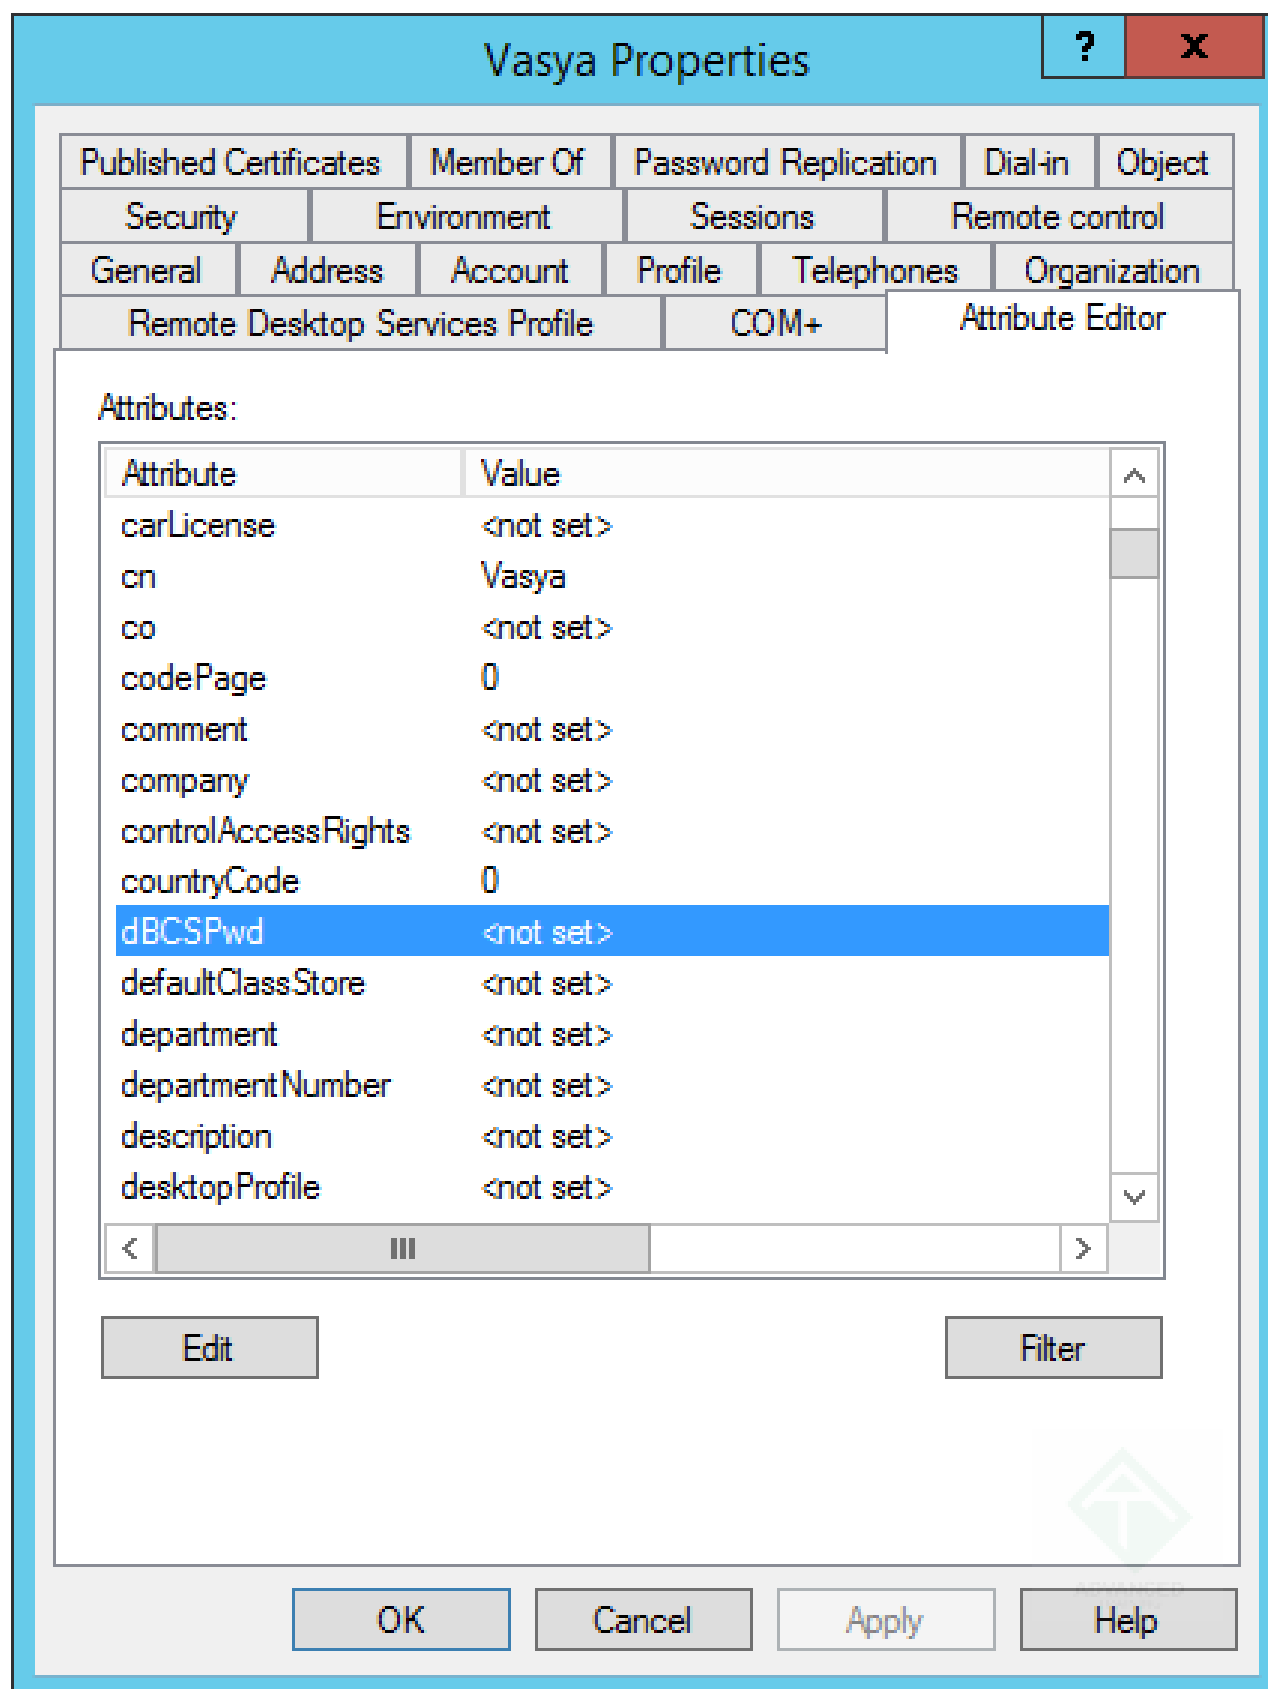 Vasya Properties ? x
Published Certificates Member Of Password Replication Dial-in Object
Security Environment Sessions Remote control
General Address Account Profile Telephones Organization
Remote Desktop Services Profile COM+ Attribute Editor
Attributes:
Attribute Value
carLicense <not set>
cn Vasya
co <not set>
codePage 0
comment <not set>
company <not set>
controlAccessRights <not set>
countryCode 0
dBCSPwd <not set>
defaultClassStore <not set>
department <not set>
departmentNumber <not set>
description <not set>
desktopProfile <not set>
Edit Filter
ADVANCED
OK Cancel Apply Help